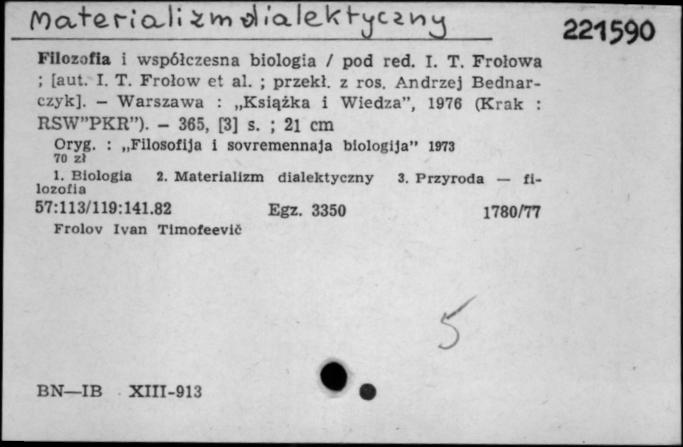 Materializm dialektyczny
221590
Filozofia i współczesna biologia / pod red. I. T. Frołowa
; [aut. I. T. Frołow et al. ; przekł. z ros. Andrzej Bednar-
czyk]. — Warszawa : „Książka i Wiedza”, 1976 (Krak :
RSW”PKR”). — 365, [3] s. ; 21 cm
Oryg. : „Filosofija i sovremennaja biologija” 1973
70 zł
1. Biologia 2. Materializm dialektyczny 3. Przyroda — fi-
lozofia
57:113/119:141.82 Egz. 3350 1780/77
Frolov Ivan Timofeevič
5
BN—IB XIII-913